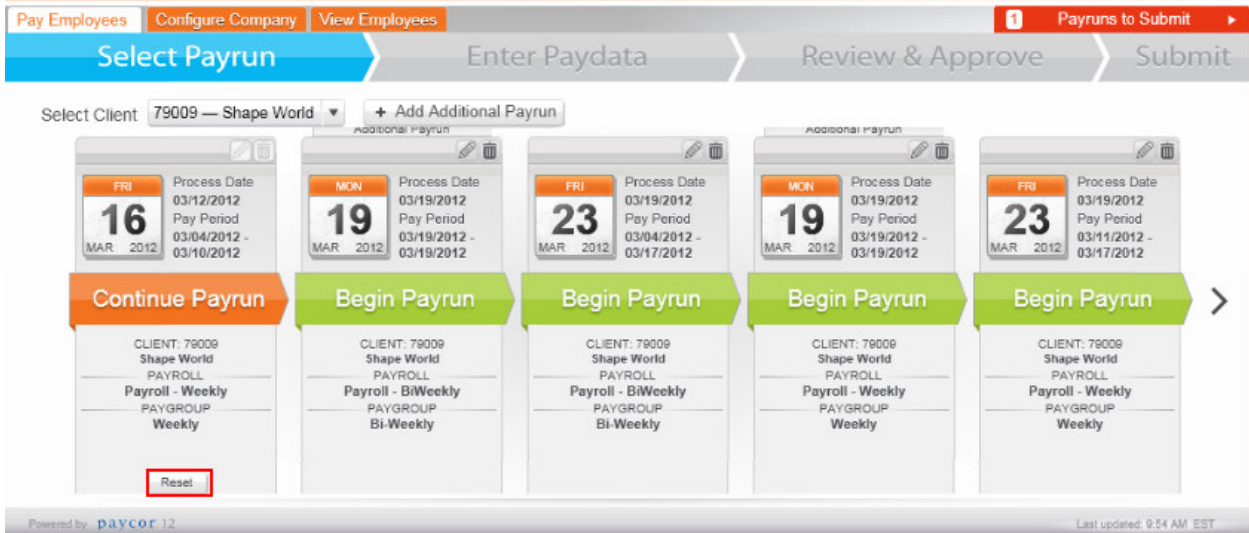 Pay Employees Configure Company View Employees 1 Payruns to Submit
Select Payrun Enter Paydata Review & Approve Submit
Select Client 79009 — Shape World + Add Additional Payrun
FRI
16
MAR 2012
Process Date
03/12/2012
Pay Period
03/04/2012 -
03/10/2012
Continue Payrun
CLIENT: 79009
Shape World
PAYROLL
Payroll - Weekly
PAYGROUP
Weekly
Reset
Additional Payrun
MON
19
MAR 2012
Process Date
03/19/2012
Pay Period
03/19/2012 -
03/19/2012
Begin Payrun
CLIENT: 79009
Shape World
PAYROLL
Payroll - BiWeekly
PAYGROUP
Bi-Weekly
FRI
23
MAR 2012
Process Date
03/19/2012
Pay Period
03/04/2012 -
03/17/2012
Begin Payrun
CLIENT: 79009
Shape World
PAYROLL
Payroll - BiWeekly
PAYGROUP
Bi-Weekly
Additional Payrun
MON
19
MAR 2012
Process Date
03/19/2012
Pay Period
03/19/2012 -
03/19/2012
Begin Payrun
CLIENT: 79009
Shape World
PAYROLL
Payroll - Weekly
PAYGROUP
Weekly
FRI
23
MAR 2012
Process Date
03/19/2012
Pay Period
03/11/2012 -
03/17/2012
Begin Payrun
CLIENT: 79009
Shape World
PAYROLL
Payroll - Weekly
PAYGROUP
Weekly
Powered by paycor 12 Last updated: 9:54 AM EST